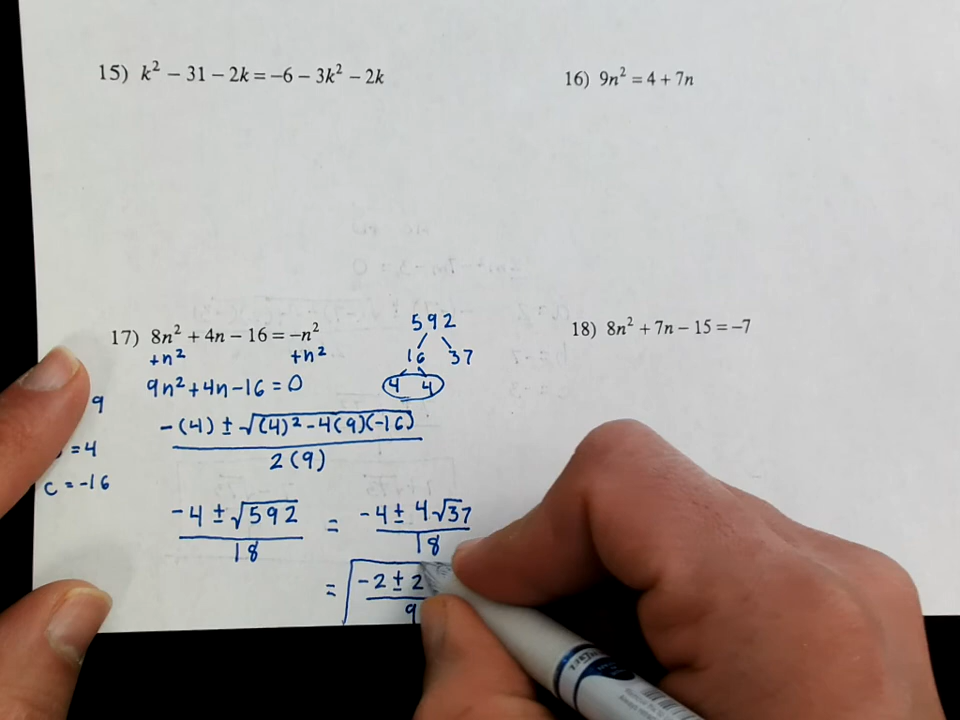 15) k² − 31 − 2k = −6 − 3k² − 2k
16) 9n² = 4 + 7n
17) 8n² + 4n − 16 = −n²
+n² +n²
9n² + 4n − 16 = 0
592
16 37
4 4
9
= 4
c = -16
-(4) ± √(4)² - 4(9)(-16)
2(9)
-4 ± √592
18
= -4 ± 4√37
18
= -2 ± 2
9
18) 8n² + 7n − 15 = −7